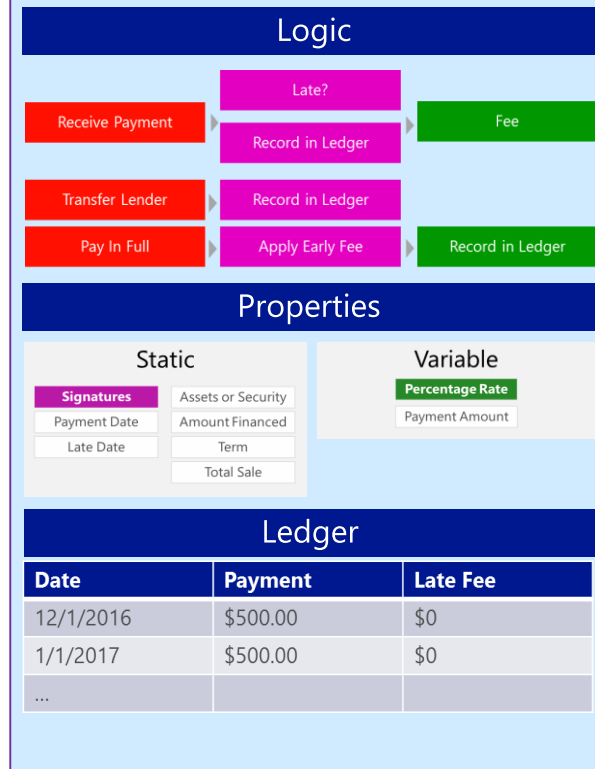 Logic
Late?
Receive Payment
Fee
Record in Ledger
Transfer Lender
Record in Ledger
Pay In Full
Apply Early Fee
Record in Ledger
Properties
Static
Signatures
Assets or Security
Payment Date
Amount Financed
Late Date
Term
Total Sale
Variable
Percentage Rate
Payment Amount
Ledger
Date Payment Late Fee
12/1/2016 $500.00 $0
1/1/2017 $500.00 $0
...